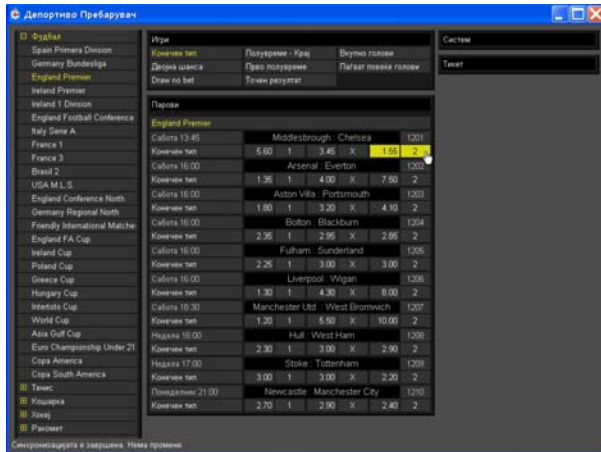 Депортиво Пребарувач
Фудбал
Spain Primera Division
Germany Bundesliga
England Premier
Ireland Premier
Ireland 1 Division
England Football Conference
Italy Serie A
France 1
France 3
Brasil 2
USA M.L.S.
England Conference North
Germany Regional North
Friendly International Matche
England FA Cup
Ireland Cup
Poland Cup
Greece Cup
Hungary Cup
Intertoto Cup
World Cup
Asia Gulf Cup
Euro Championship Under 21
Copa America
Copa South America
Тенис
Кошарка
Хокеј
Ракомет
Игри
Конечен тип Полувреме - Крај Вкупно голови
Двојна шанса Прво полувреме Паѓаат повеќе голови
Draw no bet Точен резултат
Парови
England Premier
Сабота 13:45 Middlesbrough : Chelsea 1201
Конечен тип 5.60 1 3.45 X 1.55 2
Сабота 16:00 Arsenal : Everton 1202
Конечен тип 1.35 1 4.00 X 7.50 2
Сабота 16:00 Aston Villa : Portsmouth 1203
Конечен тип 1.80 1 3.20 X 4.10 2
Сабота 16:00 Bolton : Blackburn 1204
Конечен тип 2.35 1 2.95 X 2.85 2
Сабота 16:00 Fulham : Sunderland 1205
Конечен тип 2.25 1 3.00 X 3.00 2
Сабота 16:00 Liverpool : Wigan 1206
Конечен тип 1.30 1 4.30 X 8.00 2
Сабота 18:30 Manchester Utd : West Bromwich 1207
Конечен тип 1.20 1 5.50 X 10.00 2
Недела 16:00 Hull : West Ham 1208
Конечен тип 2.30 1 3.00 X 2.90 2
Недела 17:00 Stoke : Tottenham 1209
Конечен тип 3.00 1 3.00 X 2.20 2
Понеделник 21:00 Newcastle : Manchester City 1210
Конечен тип 2.70 1 2.90 X 2.40 2
Систем
Тикет
Синхронизацијата е завршена. Нема промени.